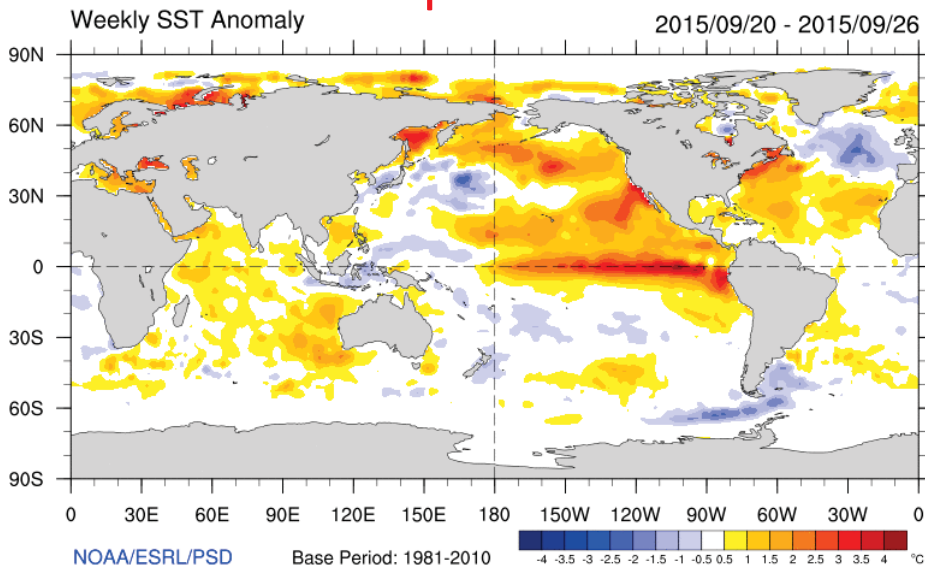 Weekly SST Anomaly 2015/09/20 - 2015/09/26
90N
60N
30N
0
30S
60S
90S
0 30E 60E 90E 120E 150E 180 150W 120W 90W 60W 30W 0
NOAA/ESRL/PSD Base Period: 1981-2010
-4 -3.5 -3 -2.5 -2 -1.5 -1 -0.5 0.5 1 1.5 2 2.5 3 3.5 4 °C